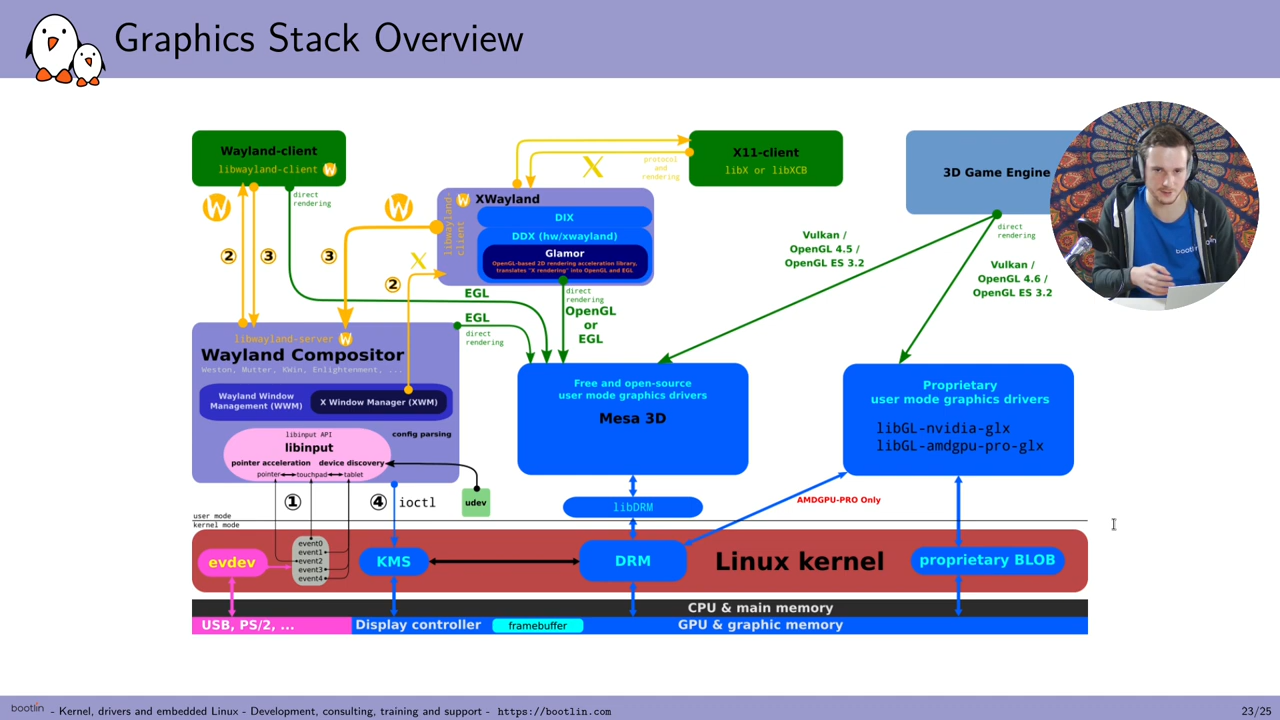 Graphics Stack Overview
Wayland-client
libwayland-client
direct
rendering
②
③
③
②
X
libwayland-
client
XWayland
DIX
DDX (hw/xwayland)
Glamor
OpenGL-based 2D rendering acceleration library,
translates "X rendering" into OpenGL and EGL
X
protocol
and
rendering
X11-client
libX or libXCB
3D Game Engine
direct
rendering
Vulkan /
OpenGL 4.5 /
OpenGL ES 3.2
Vulkan /
OpenGL 4.6 /
OpenGL ES 3.2
EGL
EGL
direct
rendering
direct
rendering
OpenGL
or
EGL
libwayland-server
Wayland Compositor
Weston, Mutter, KWin, Enlightenment, ...
Wayland Window
Management (WWM)
X Window Manager (XWM)
libinput API
libinput
config parsing
pointer acceleration device discovery
pointer touchpad tablet
①
④
ioctl
udev
Free and open-source
user mode graphics drivers
Mesa 3D
libDRM
Proprietary
user mode graphics drivers
libGL-nvidia-glx
libGL-amdgpu-pro-glx
AMDGPU-PRO Only
user mode
kernel mode
evdev
event0
event1
event2
event3
event4
KMS
DRM
Linux kernel
proprietary BLOB
CPU & main memory
USB, PS/2, ...
Display controller
framebuffer
GPU & graphic memory
bootlin
bootlin - Kernel, drivers and embedded Linux - Development, consulting, training and support - https://bootlin.com
23/25